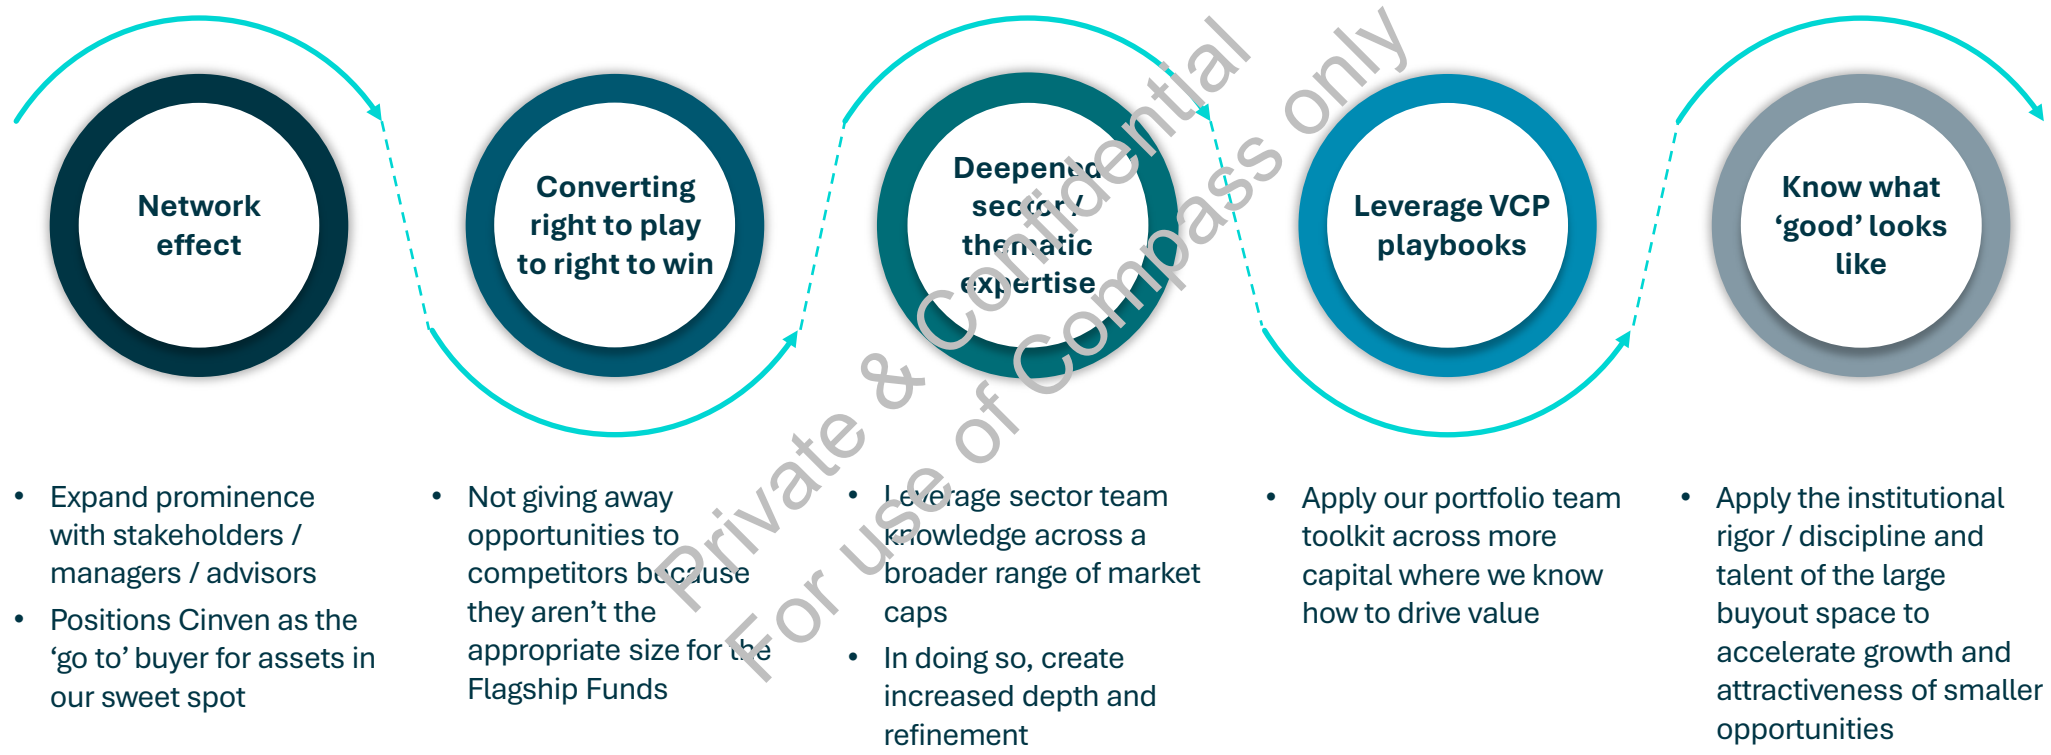 Network
effect
Converting
right to play
to right to win
Deepened
sector /
thematic
expertise
Leverage VCP
playbooks
Know what
‘good’ looks
like
• Expand prominence
with stakeholders /
managers / advisors
• Positions Cinven as the
‘go to’ buyer for assets in
our sweet spot
• Not giving away
opportunities to
competitors because
they aren’t the
appropriate size for the
Flagship Funds
• Leverage sector team
knowledge across a
broader range of market
caps
• In doing so, create
increased depth and
refinement
• Apply our portfolio team
toolkit across more
capital where we know
how to drive value
• Apply the institutional
rigor / discipline and
talent of the large
buyout space to
accelerate growth and
attractiveness of smaller
opportunities
Private & Confidential
For use of Compass only